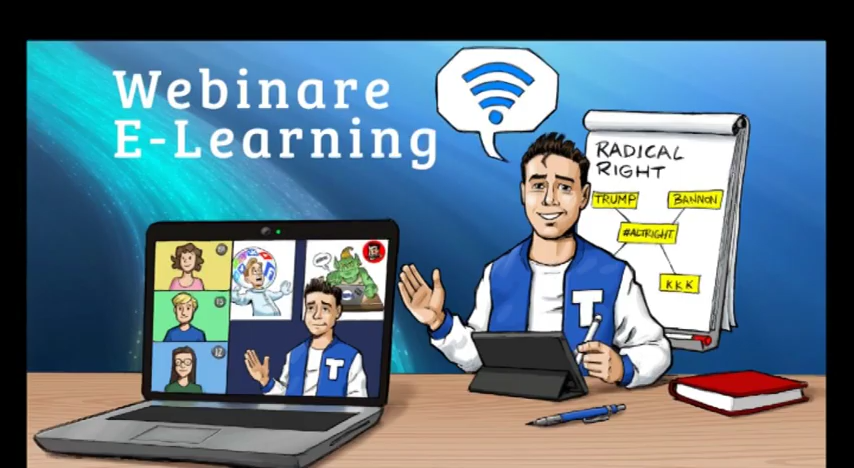 Webinare
E-Learning
RADICAL
RIGHT
TRUMP
BANNON
#ALTRIGHT
KKK
T
T